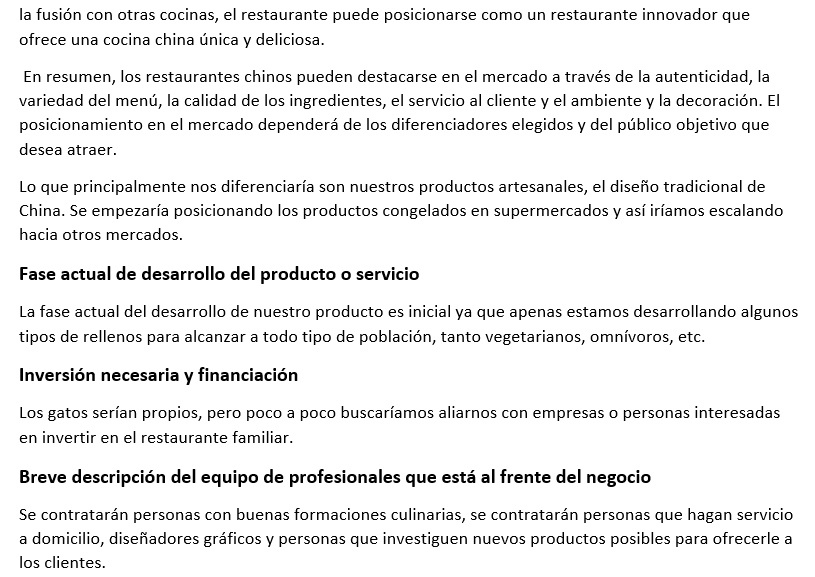 la fusión con otras cocinas, el restaurante puede posicionarse como un restaurante innovador que
ofrece una cocina china única y deliciosa.
En resumen, los restaurantes chinos pueden destacarse en el mercado a través de la autenticidad, la
variedad del menú, la calidad de los ingredientes, el servicio al cliente y el ambiente y la decoración. El
posicionamiento en el mercado dependerá de los diferenciadores elegidos y del público objetivo que
desea atraer.
Lo que principalmente nos diferenciaría son nuestros productos artesanales, el diseño tradicional de
China. Se empezaría posicionando los productos congelados en supermercados y así iríamos escalando
hacia otros mercados.
Fase actual de desarrollo del producto o servicio
La fase actual del desarrollo de nuestro producto es inicial ya que apenas estamos desarrollando algunos
tipos de rellenos para alcanzar a todo tipo de población, tanto vegetarianos, omnívoros, etc.
Inversión necesaria y financiación
Los gatos serían propios, pero poco a poco buscaríamos aliarnos con empresas o personas interesadas
en invertir en el restaurante familiar.
Breve descripción del equipo de profesionales que está al frente del negocio
Se contratarán personas con buenas formaciones culinarias, se contratarán personas que hagan servicio
a domicilio, diseñadores gráficos y personas que investiguen nuevos productos posibles para ofrecerle a
los clientes.